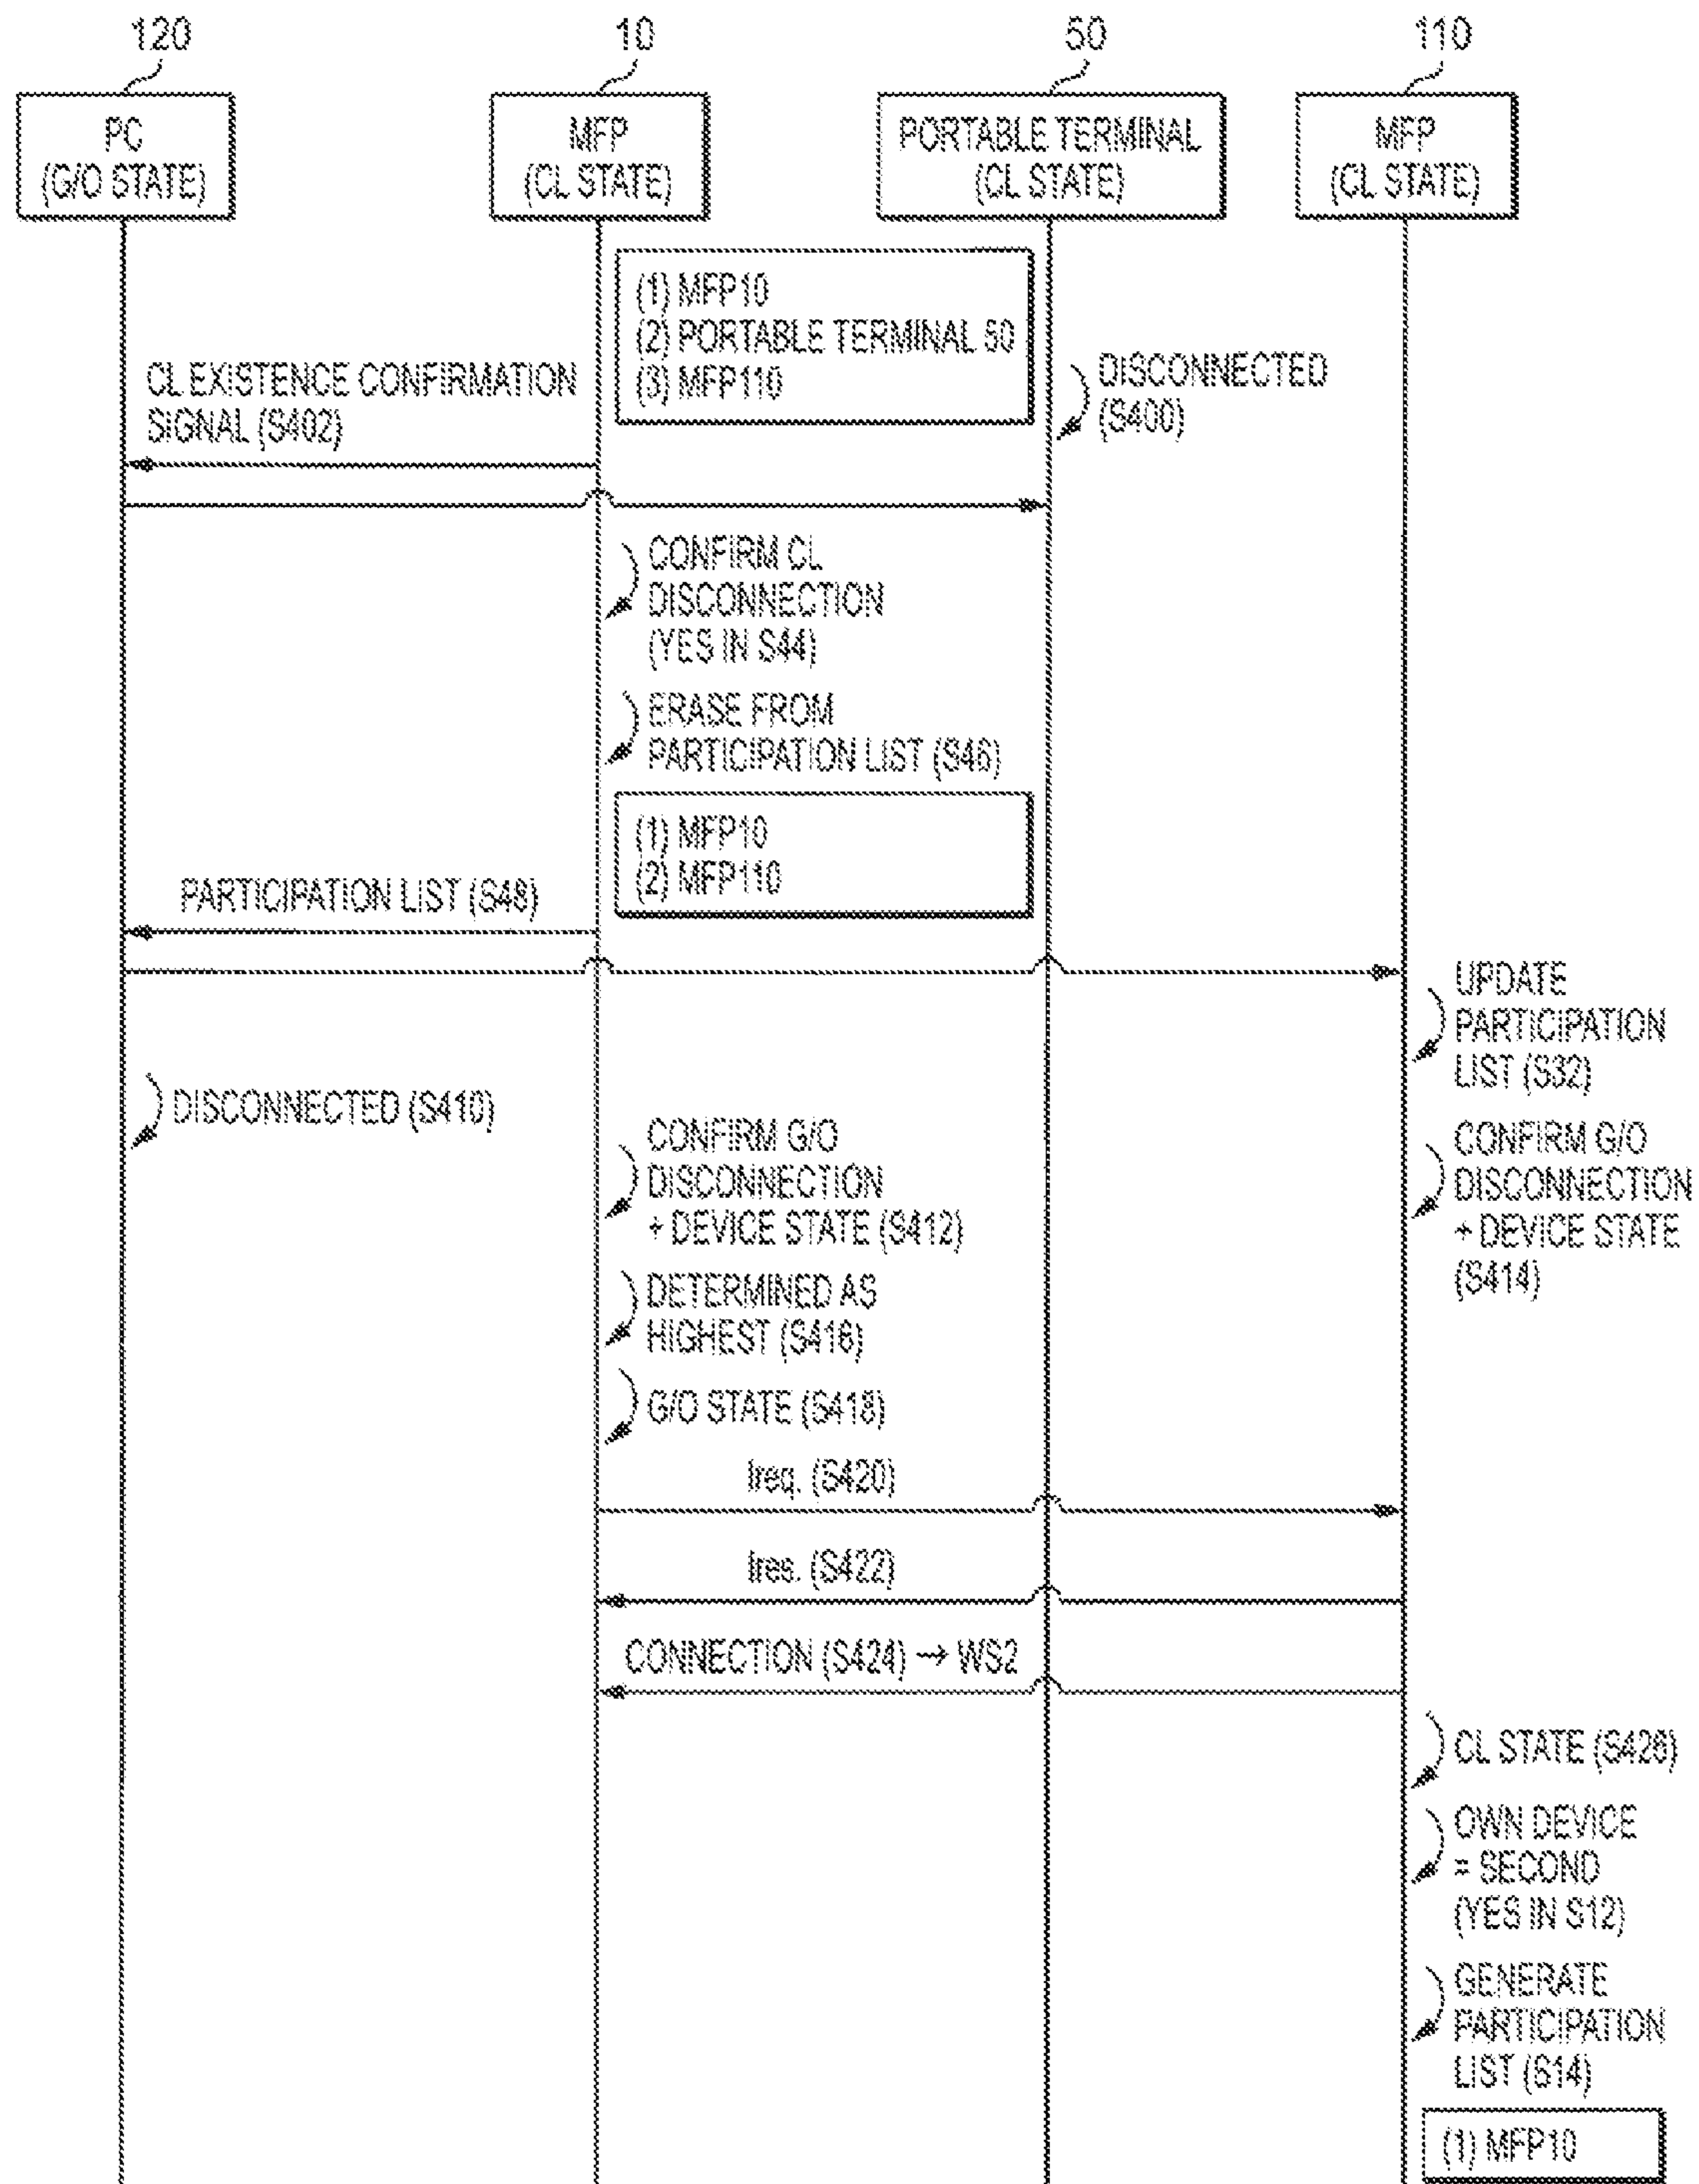 120
10
50
110
PC
(G/O STATE)
MFP
(CL STATE)
PORTABLE TERMINAL
(CL STATE)
MFP
(CL STATE)
(1) MFP10
(2) PORTABLE TERMINAL 50
(3) MFP110
DISCONNECTED
(S400)
CL EXISTENCE CONFIRMATION
SIGNAL (S402)
CONFIRM CL
DISCONNECTION
(YES IN S44)
ERASE FROM
PARTICIPATION LIST (S46)
(1) MFP10
(2) MFP110
PARTICIPATION LIST (S48)
UPDATE
PARTICIPATION
LIST (S32)
DISCONNECTED (S410)
CONFIRM G/O
DISCONNECTION
+ DEVICE STATE (S412)
CONFIRM G/O
DISCONNECTION
+ DEVICE STATE
(S414)
DETERMINED AS
HIGHEST (S416)
G/O STATE (S418)
Ireq. (S420)
Ires. (S422)
CONNECTION (S424) → WS2
CL STATE (S426)
OWN DEVICE
= SECOND
(YES IN S12)
GENERATE
PARTICIPATION
LIST (S14)
(1) MFP10